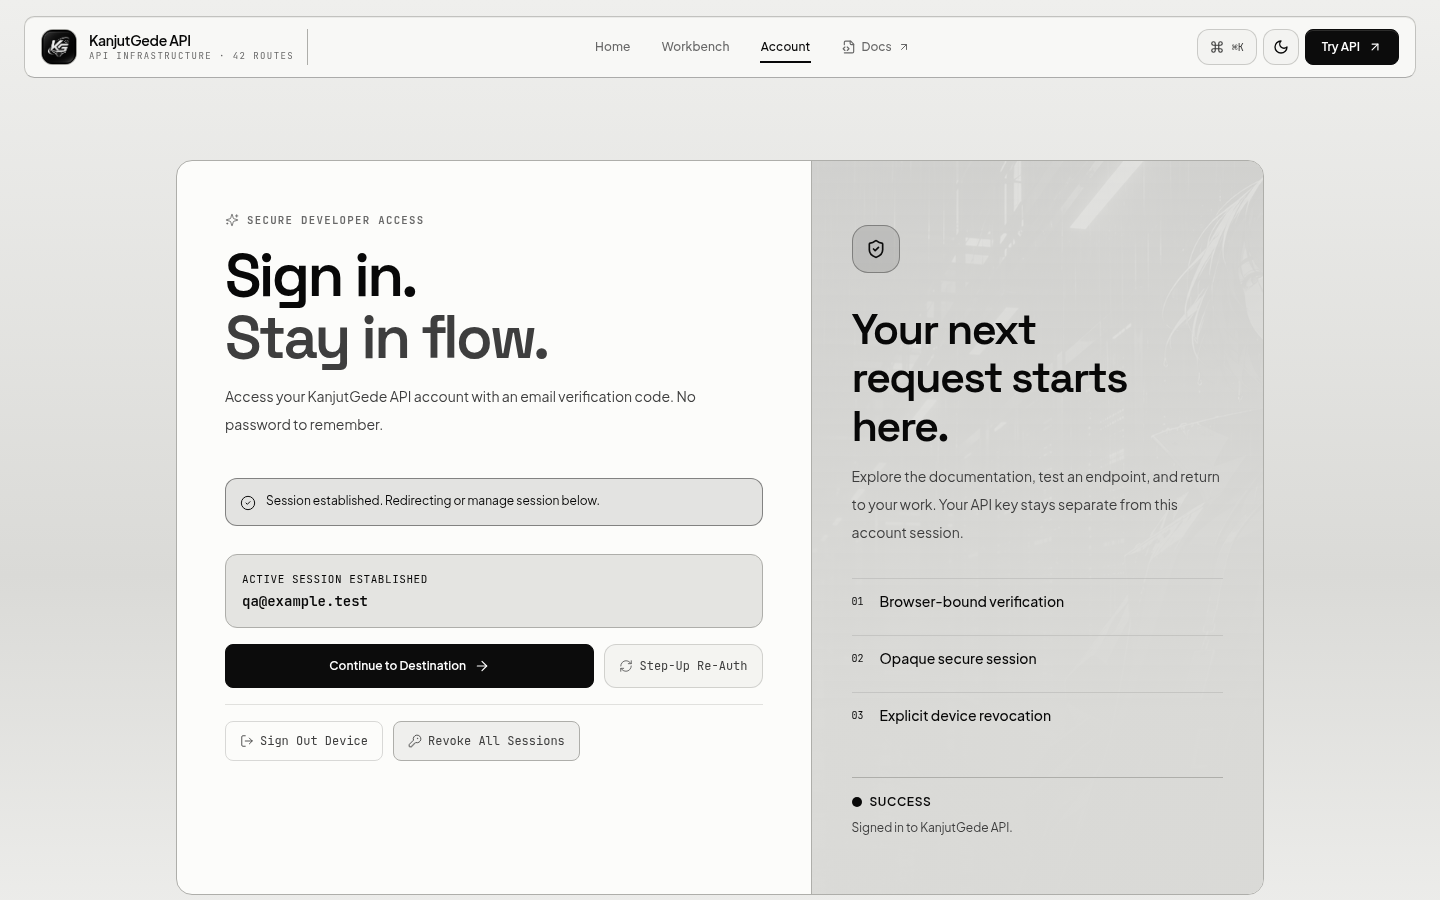 KanjutGede API
API INFRASTRUCTURE · 42 ROUTES
Home
Workbench
Account
Docs
⌘K
Try API
SECURE DEVELOPER ACCESS
Sign in.
Stay in flow.
Access your KanjutGede API account with an email verification code. No
password to remember.
Session established. Redirecting or manage session below.
ACTIVE SESSION ESTABLISHED
qa@example.test
Continue to Destination
Step-Up Re-Auth
Sign Out Device
Revoke All Sessions
Your next
request starts
here.
Explore the documentation, test an endpoint, and return
to your work. Your API key stays separate from this
account session.
01 Browser-bound verification
02 Opaque secure session
03 Explicit device revocation
SUCCESS
Signed in to KanjutGede API.